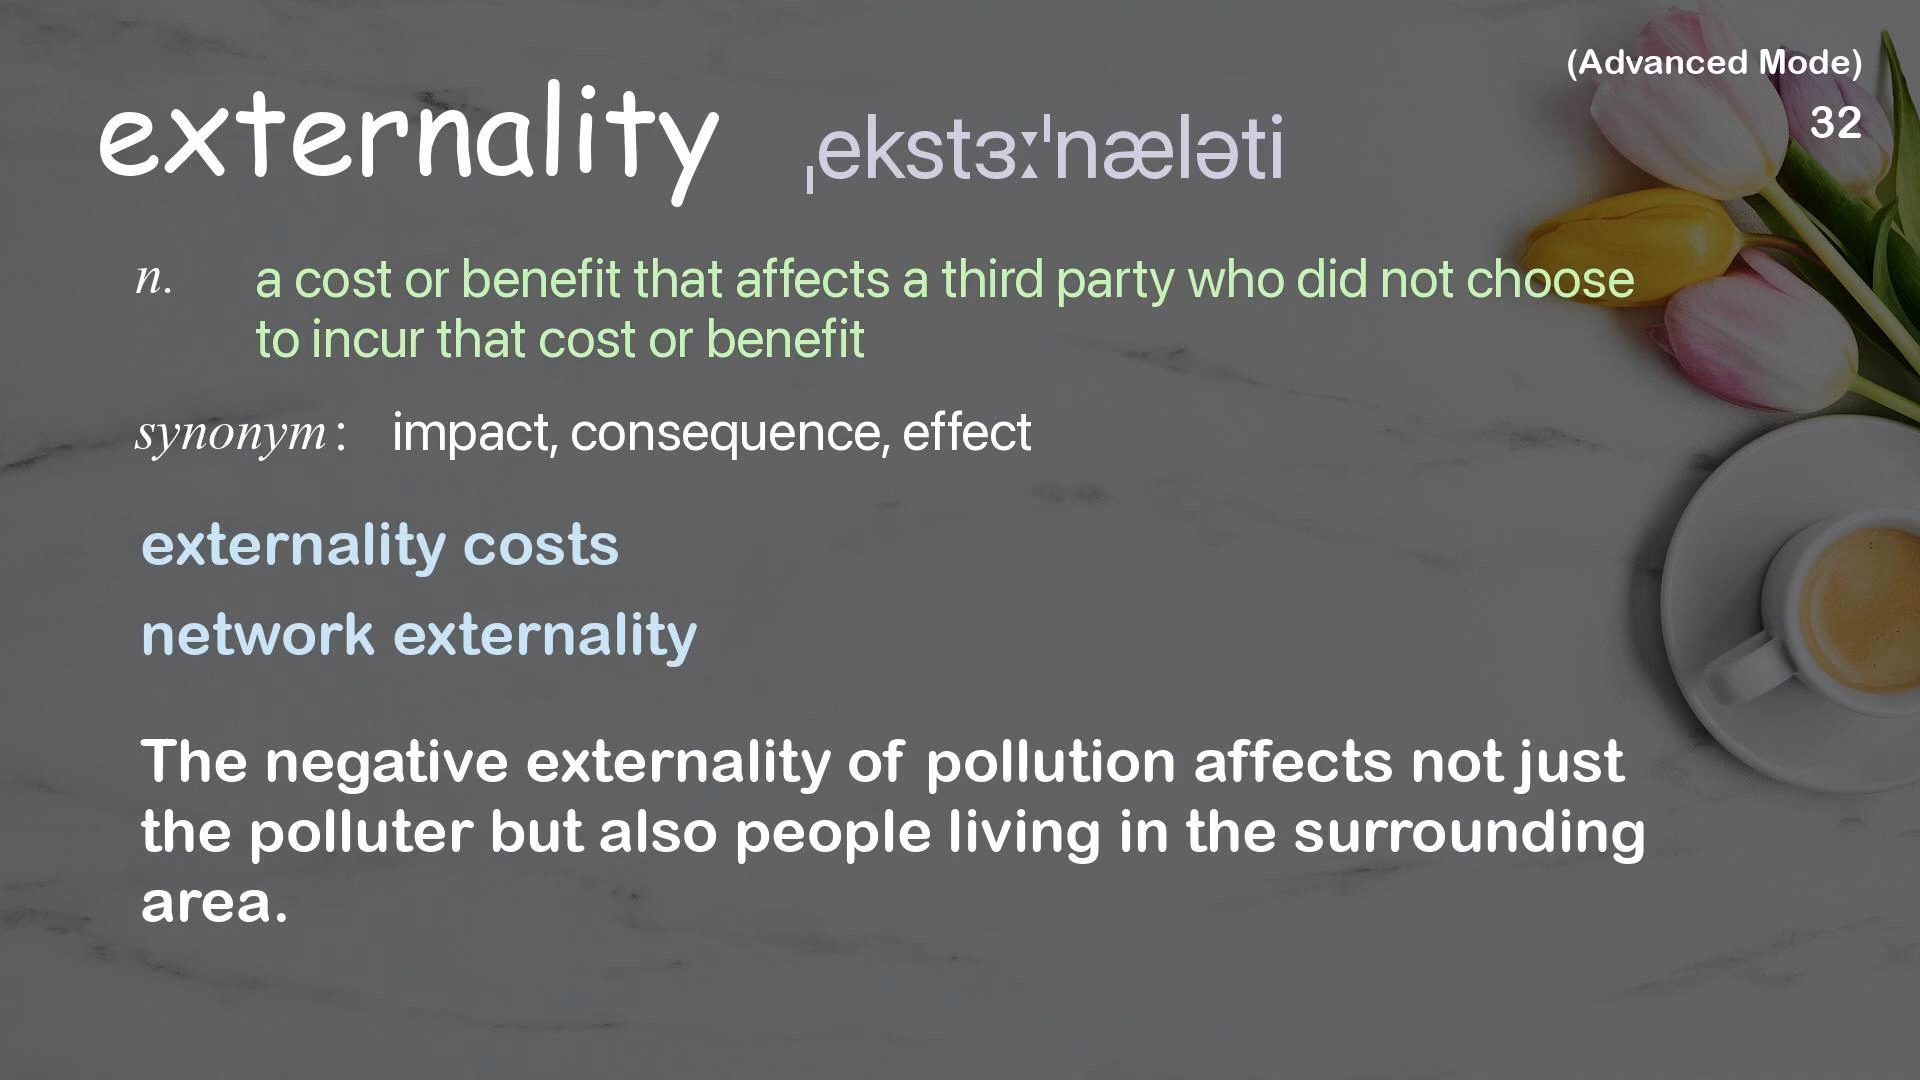 (Advanced Mode)
32
externality ˌekstɜːˈnæləti
n. a cost or benefit that affects a third party who did not choose
to incur that cost or benefit
synonym: impact, consequence, effect
externality costs
network externality
The negative externality of pollution affects not just
the polluter but also people living in the surrounding
area.